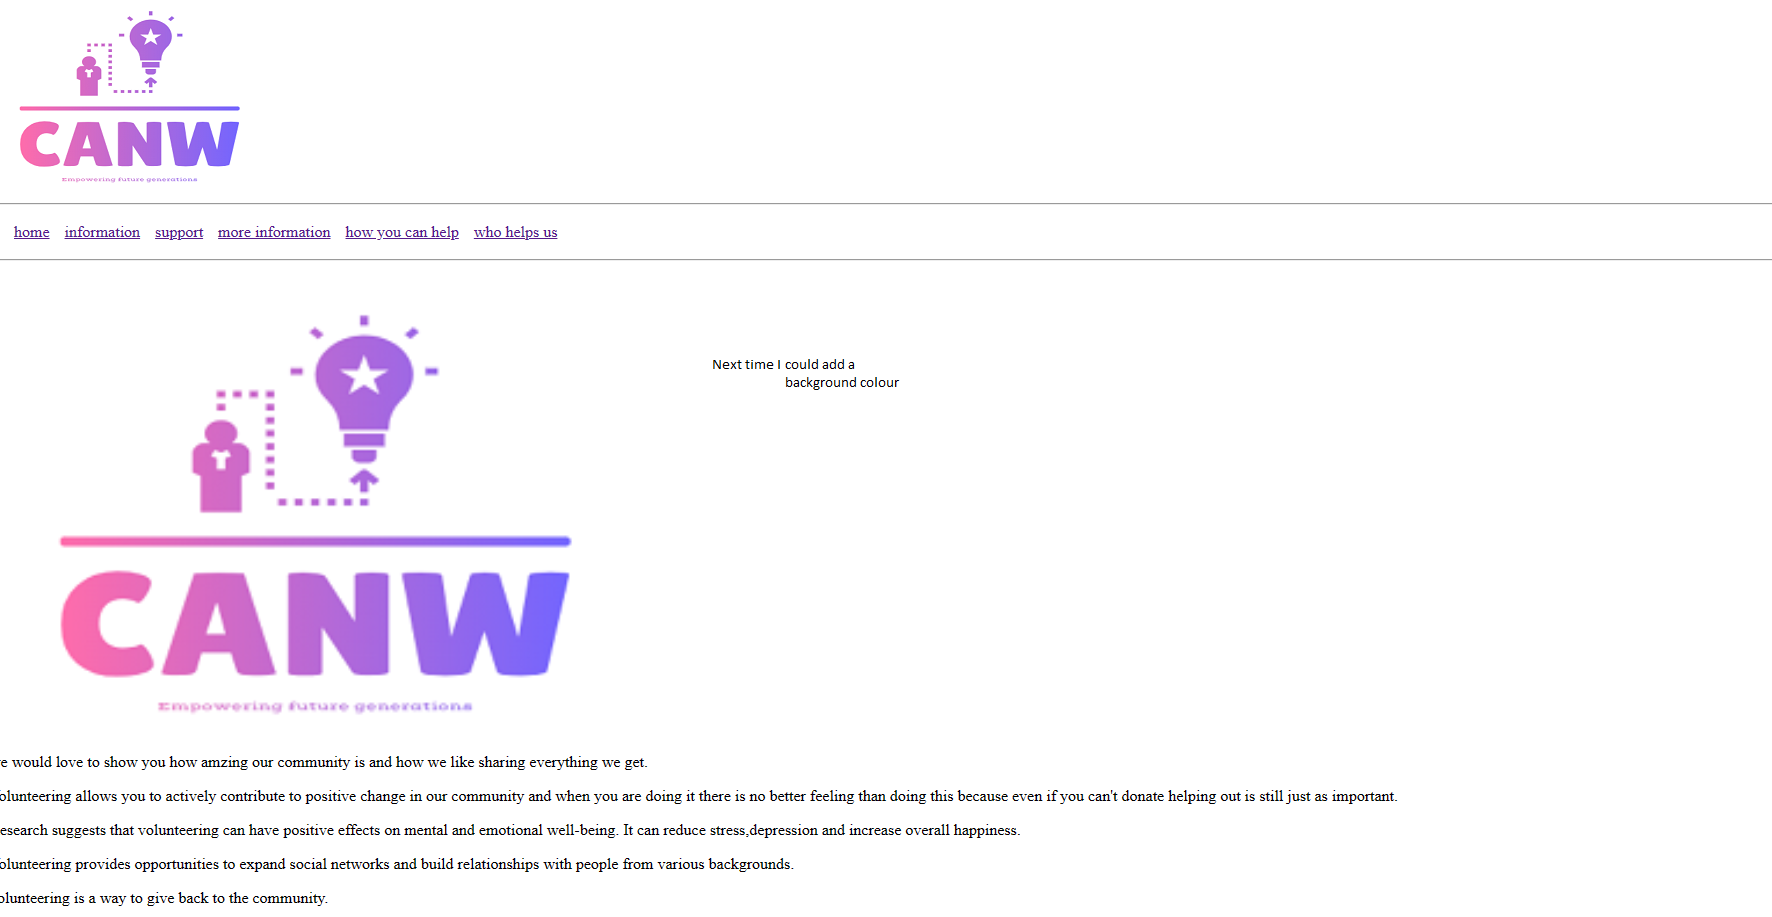 CANW
Empowering future generations
home information support more information how you can help who helps us
Next time I could add a
background colour
CANW
Empowering future generations
e would love to show you how amzing our community is and how we like sharing everything we get.
olunteering allows you to actively contribute to positive change in our community and when you are doing it there is no better feeling than doing this because even if you can't donate helping out is still just as important.
esearch suggests that volunteering can have positive effects on mental and emotional well-being. It can reduce stress,depression and increase overall happiness.
olunteering provides opportunities to expand social networks and build relationships with people from various backgrounds.
olunteering is a way to give back to the community.